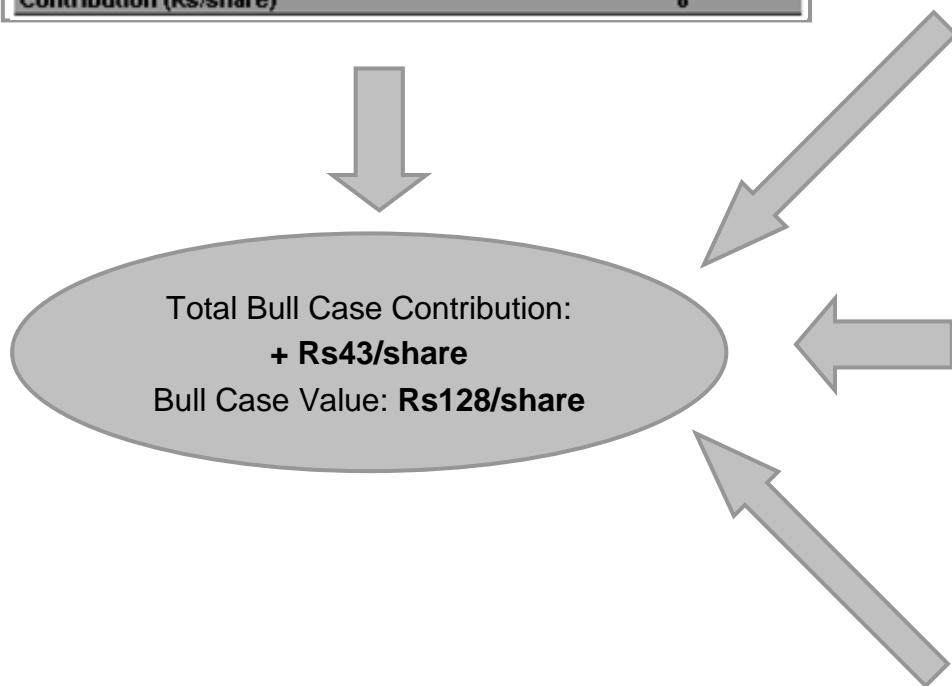 Contribution (Rs/share)
Total Bull Case Contribution:
+ Rs43/share
Bull Case Value: Rs128/share